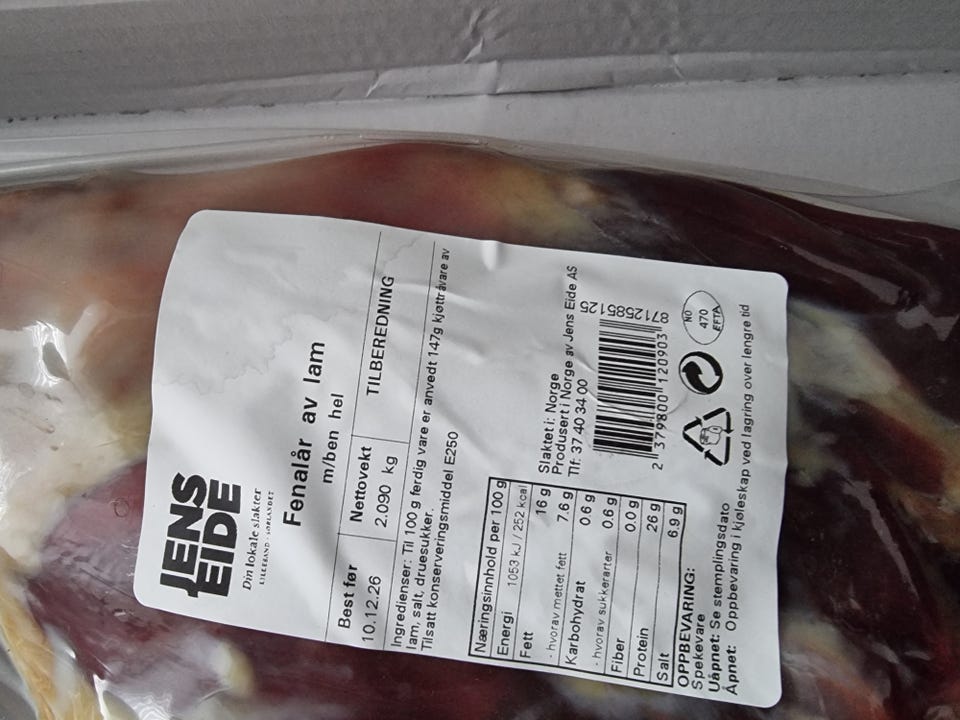 JENS
EIDE
Din lokale slakter
LILLESAND - SØRLANDET
Fenalår av lam
m/ben hel
Best før
10.12.26
Nettovekt
2.090 kg
TILBEREDNING
Ingredienser: Til 100 g ferdig vare er anvedt 147g kjøttråvare av
lam, salt, druesukker.
Tilsatt konserveringsmiddel E250
Næringsinnhold per 100 g
Energi 1053 kJ / 252 kcal
Fett 16 g
- hvorav mettet fett 7.6 g
Karbohydrat 0.6 g
- hvorav sukkerarter 0.6 g
Fiber 0.0 g
Protein 26 g
Salt 6.9 g
Slaktet i: Norge
Produsert i Norge av Jens Eide AS
Tlf: 37 40 34 00
8712585125
2 379800 120903
NO
470
EFTA
OPPBEVARING:
Spekevare
Uåpnet: Se stemplingsdato
Åpnet: Oppbevaring i kjøleskap ved lagring over lengre tid